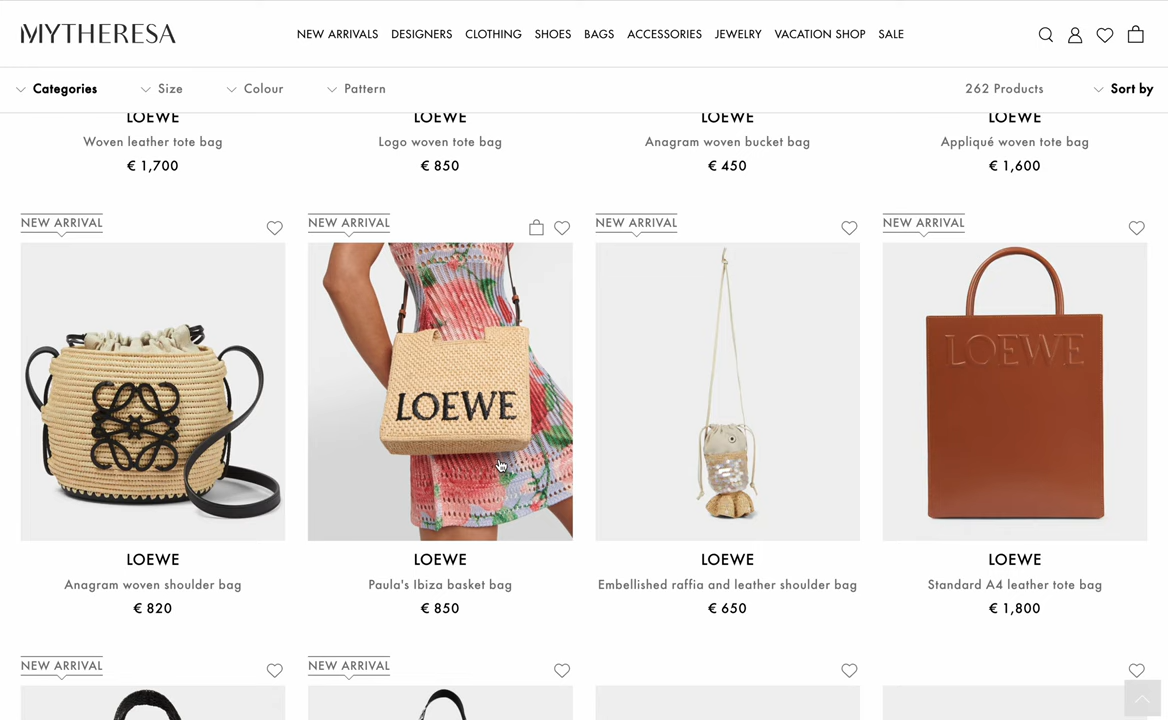 MYTHERESA
NEW ARRIVALS DESIGNERS CLOTHING SHOES BAGS ACCESSORIES JEWELRY VACATION SHOP SALE
Categories Size Colour Pattern 262 Products Sort by
LOEWE LOEWE LOEWE LOEWE
Woven leather tote bag Logo woven tote bag Anagram woven bucket bag Appliqué woven tote bag
€ 1,700 € 850 € 450 € 1,600
NEW ARRIVAL NEW ARRIVAL NEW ARRIVAL NEW ARRIVAL
LOEWE
LOEWE
LOEWE LOEWE LOEWE LOEWE
Anagram woven shoulder bag Paula's Ibiza basket bag Embellished raffia and leather shoulder bag Standard A4 leather tote bag
€ 820 € 850 € 650 € 1,800
NEW ARRIVAL NEW ARRIVAL